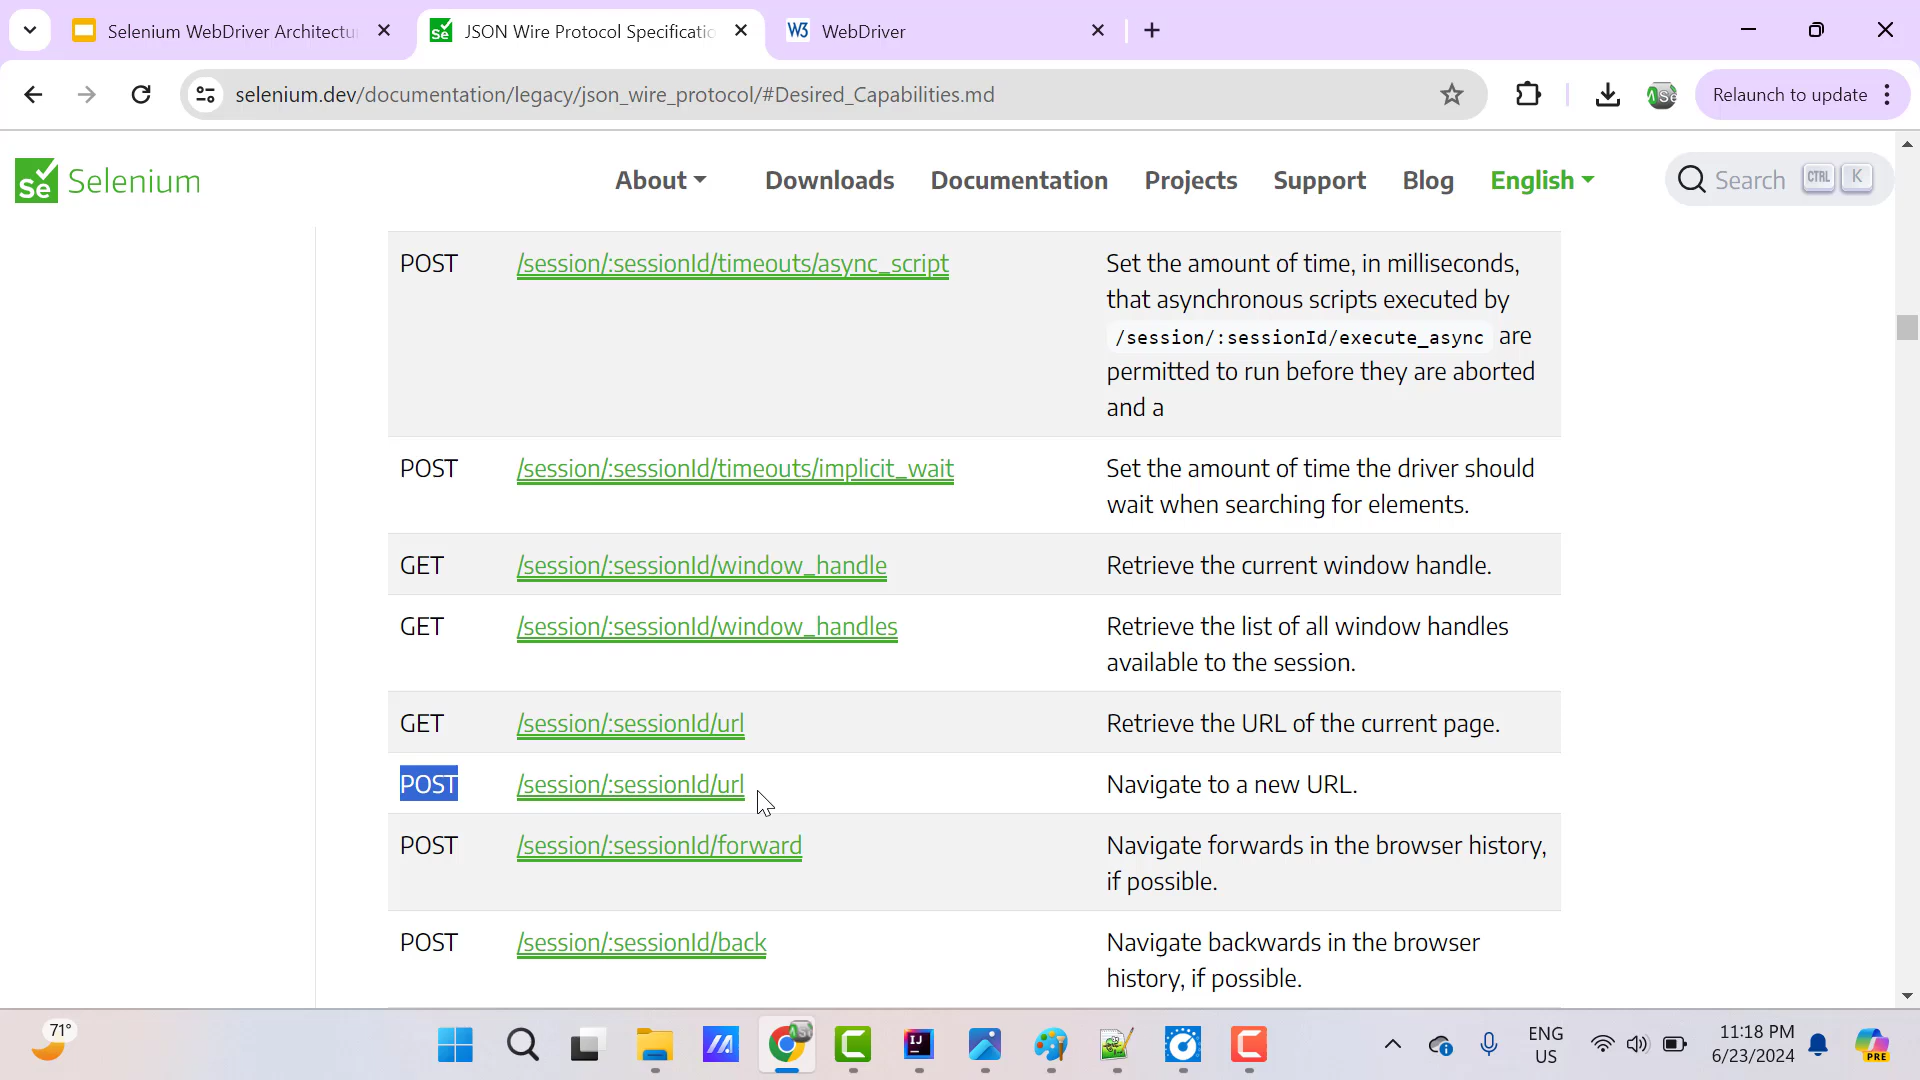 Selenium WebDriver Architectu
JSON Wire Protocol Specificatio
W3 WebDriver
selenium.dev/documentation/legacy/json_wire_protocol/#Desired_Capabilities.md
Relaunch to update
Se Selenium
About
Downloads
Documentation
Projects
Support
Blog
English
Search CTRL K
POST /session/:sessionId/timeouts/async_script Set the amount of time, in milliseconds,
that asynchronous scripts executed by
/session/:sessionId/execute_async are
permitted to run before they are aborted
and a
POST /session/:sessionId/timeouts/implicit_wait Set the amount of time the driver should
wait when searching for elements.
GET /session/:sessionId/window_handle Retrieve the current window handle.
GET /session/:sessionId/window_handles Retrieve the list of all window handles
available to the session.
GET /session/:sessionId/url Retrieve the URL of the current page.
POST /session/:sessionId/url Navigate to a new URL.
POST /session/:sessionId/forward Navigate forwards in the browser history,
if possible.
POST /session/:sessionId/back Navigate backwards in the browser
history, if possible.
71°
ENG
US
11:18 PM
6/23/2024
PRE